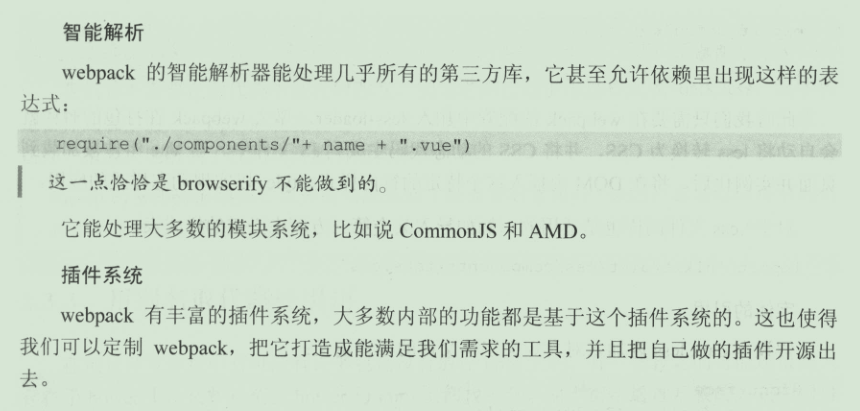 智能解析
webpack 的智能解析器能处理几乎所有的第三方库，它甚至允许依赖里出现这样的表
达式：
require("./components/"+ name + ".vue")
这一点恰恰是 browserify 不能做到的。
它能处理大多数的模块系统，比如说 CommonJS 和 AMD。
插件系统
webpack 有丰富的插件系统，大多数内部的功能都是基于这个插件系统的。这也使得
我们可以定制 webpack，把它打造成能满足我们需求的工具，并且把自己做的插件开源出
去。